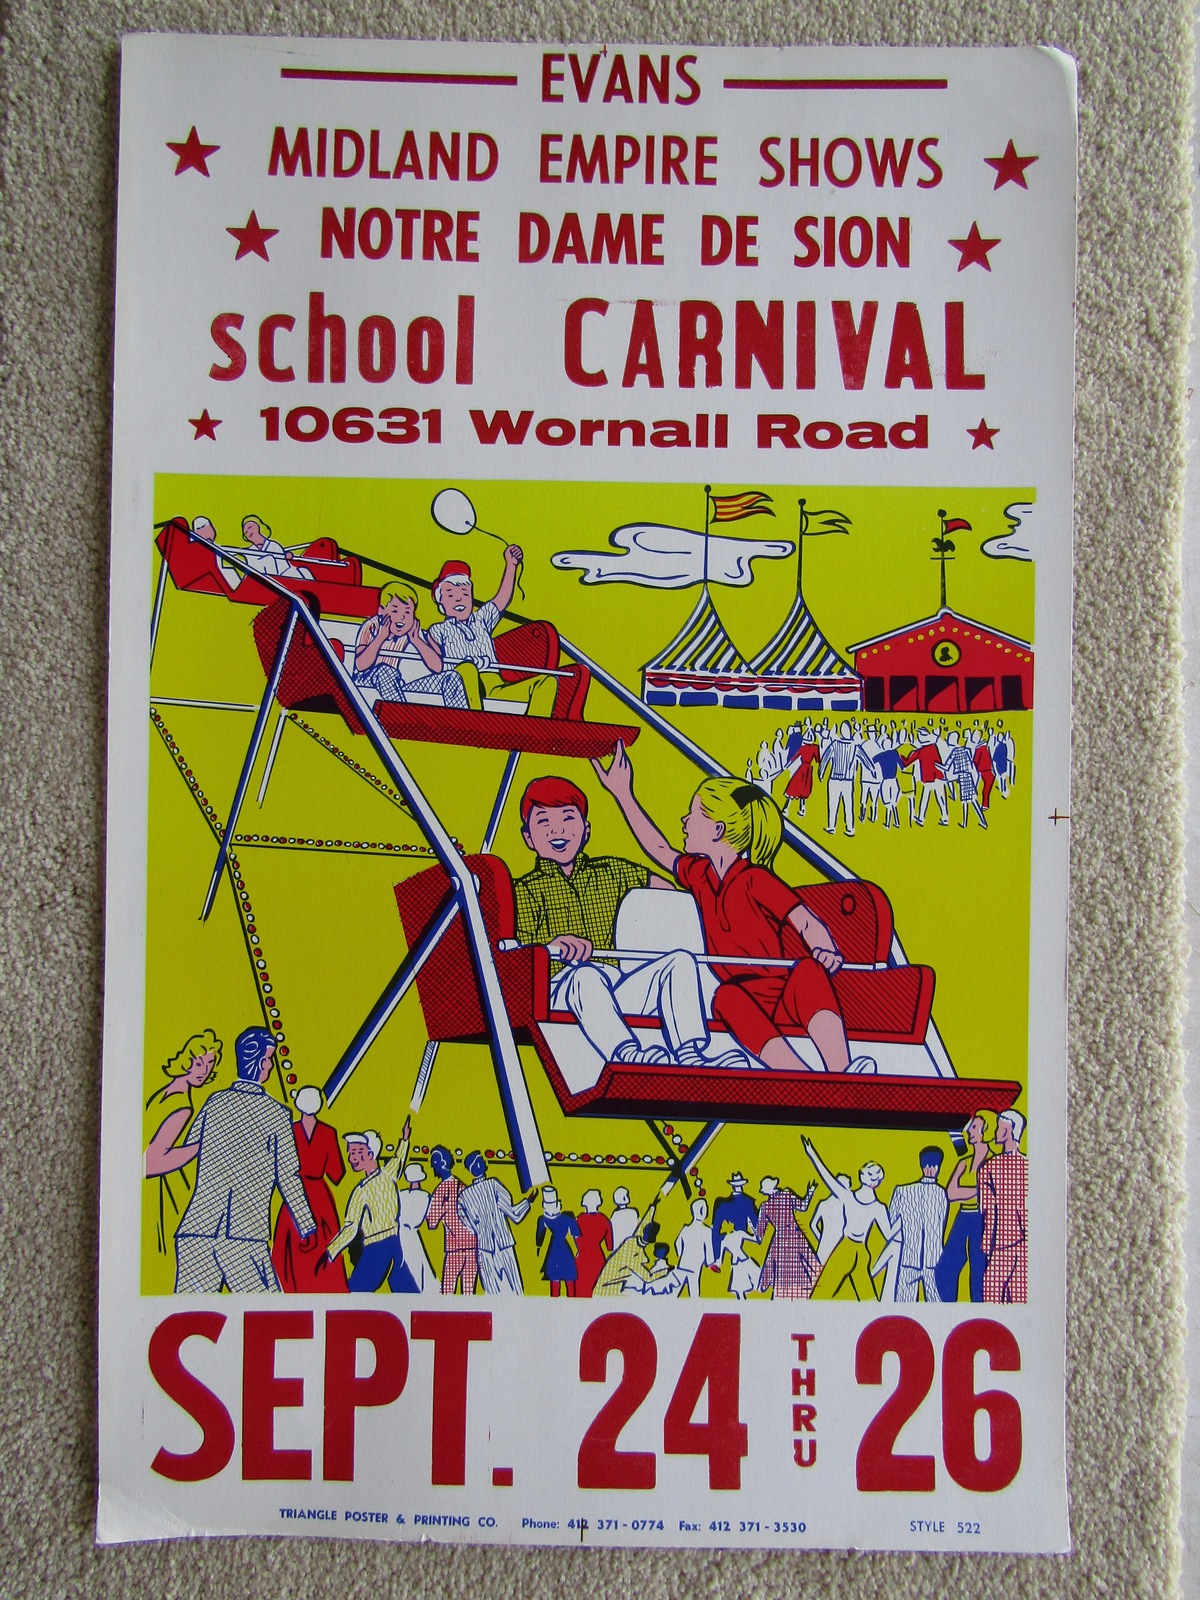 EVANS
MIDLAND EMPIRE SHOWS
NOTRE DAME DE SION
school CARNIVAL
10631 Wornall Road
SEPT. 24 THRU 26
TRIANGLE POSTER & PRINTING CO. Phone: 412 371-0774 Fax: 412 371-3530 STYLE 522